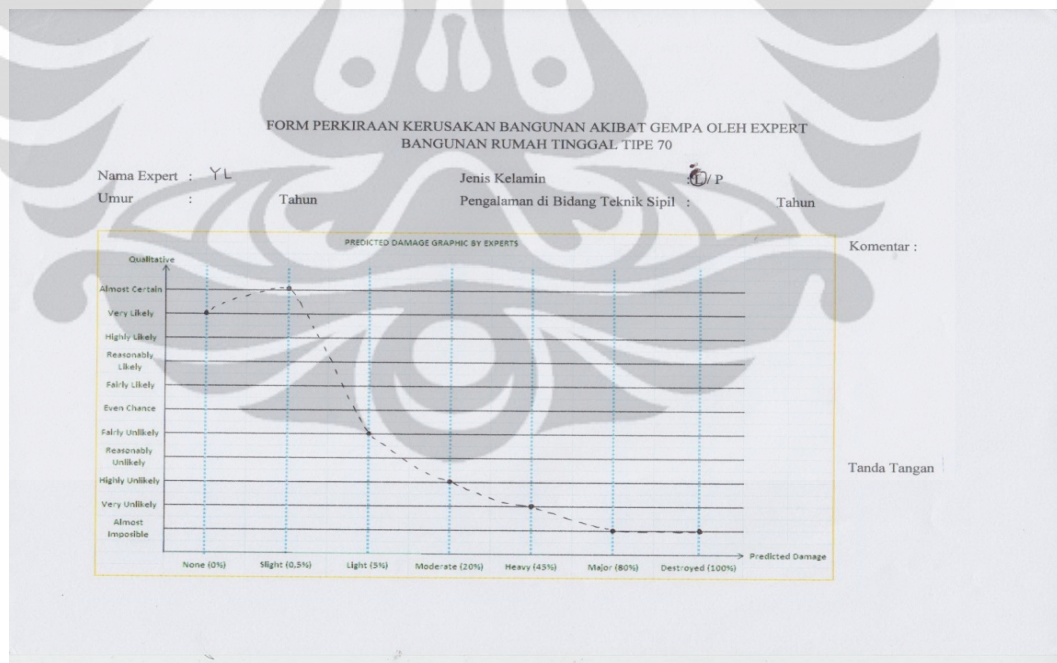 FORM PERKIRAAN KERUSAKAN BANGUNAN AKIBAT GEMPA OLEH EXPERT
BANGUNAN RUMAH TINGGAL TIPE 70
Nama Expert : YL
Jenis Kelamin : L / P
Umur : Tahun
Pengalaman di Bidang Teknik Sipil : Tahun
PREDICTED DAMAGE GRAPHIC BY EXPERTS
Komentar :
Qualitative
Almost Certain
Very Likely
Highly Likely
Reasonably
Likely
Fairly Likely
Even Chance
Fairly Unlikely
Reasonably
Unlikely
Highly Unlikely
Very Unlikely
Almost
Imposible
Tanda Tangan
Predicted Damage
None (0%) Slight (0,5%) Light (5%) Moderate (20%) Heavy (45%) Major (80%) Destroyed (100%)